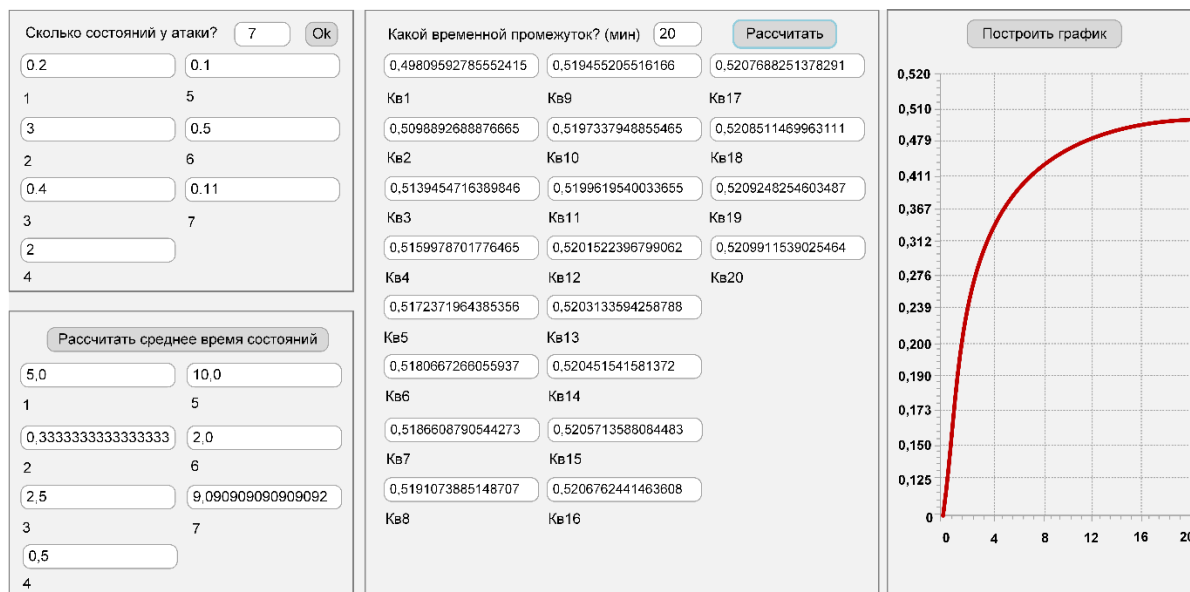 Сколько состояний у атаки? 7 Ok
0.2 0.1
1 5
3 0.5
2 6
0.4 0.11
3 7
2
4
Рассчитать среднее время состояний
5,0 10,0
1 5
0,3333333333333333 2,0
2 6
2,5 9,090909090909092
3 7
0,5
4
Какой временной промежуток? (мин) 20 Рассчитать
0,49809592785552415 0,519455205516166 0,5207688251378291
Кв1 Кв9 Кв17
0,5098892688876665 0,5197337948855465 0,5208511469963111
Кв2 Кв10 Кв18
0,5139454716389846 0,5199619540033655 0,5209248254603487
Кв3 Кв11 Кв19
0,5159978701776465 0,5201522396799062 0,5209911539025464
Кв4 Кв12 Кв20
0,5172371964385356 0,5203133594258788
Кв5 Кв13
0,5180667266055937 0,520451541581372
Кв6 Кв14
0,5186608790544273 0,5205713588084483
Кв7 Кв15
0,5191073885148707 0,5206762441463608
Кв8 Кв16
Построить график
0,520
0,510
0,479
0,411
0,367
0,312
0,276
0,239
0,200
0,190
0,173
0,150
0,125
0
0 4 8 12 16 20